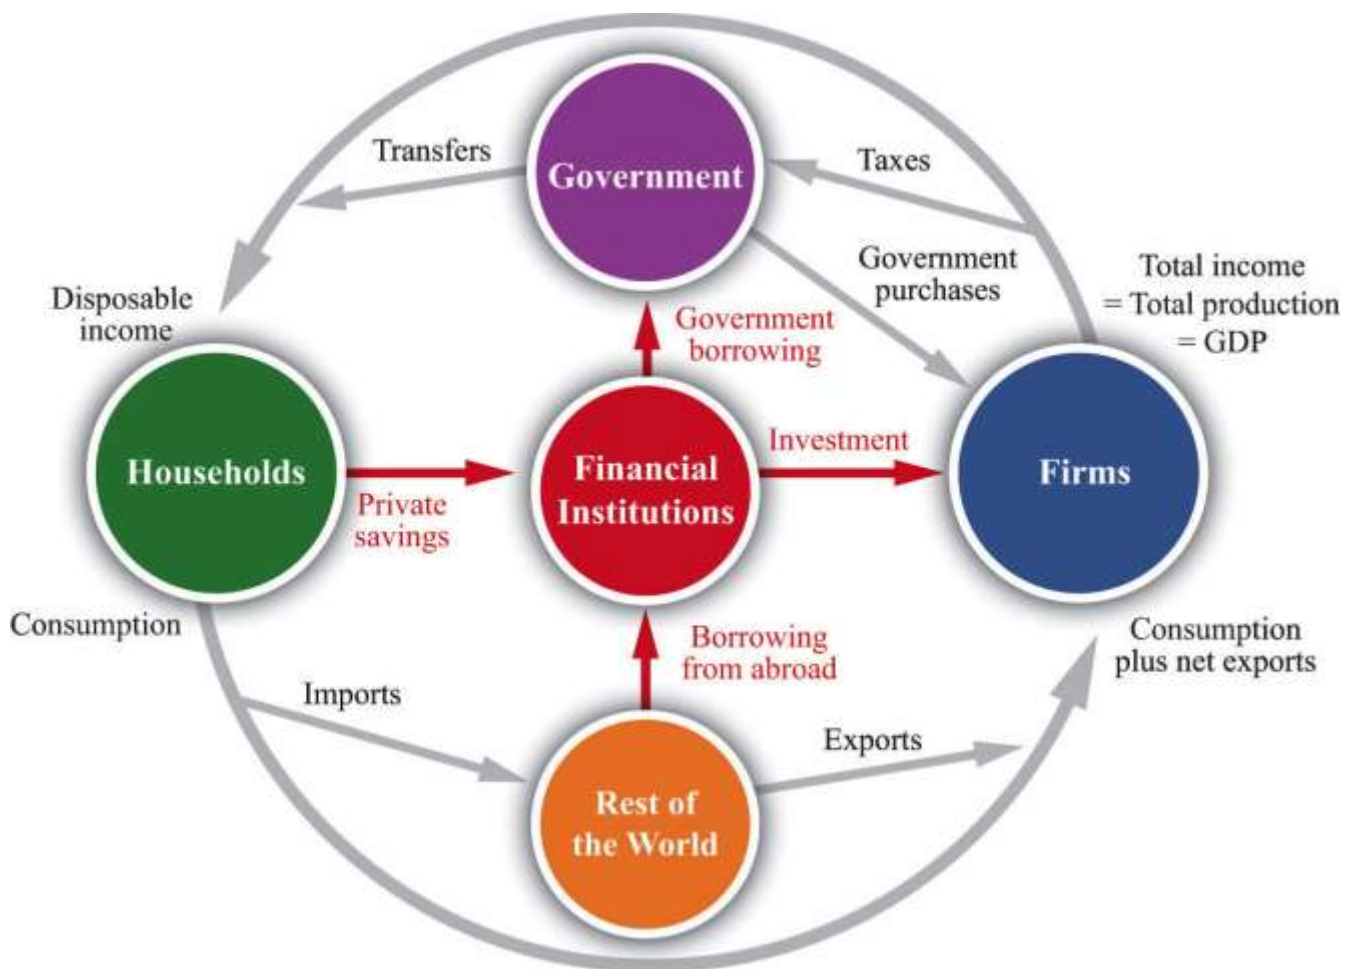 Transfers
Taxes
Government
Government
purchases
Total income
= Total production
= GDP
Disposable
income
Government
borrowing
Households
Financial
Institutions
Investment
Firms
Private
savings
Consumption
Borrowing
from abroad
Consumption
plus net exports
Imports
Exports
Rest of
the World